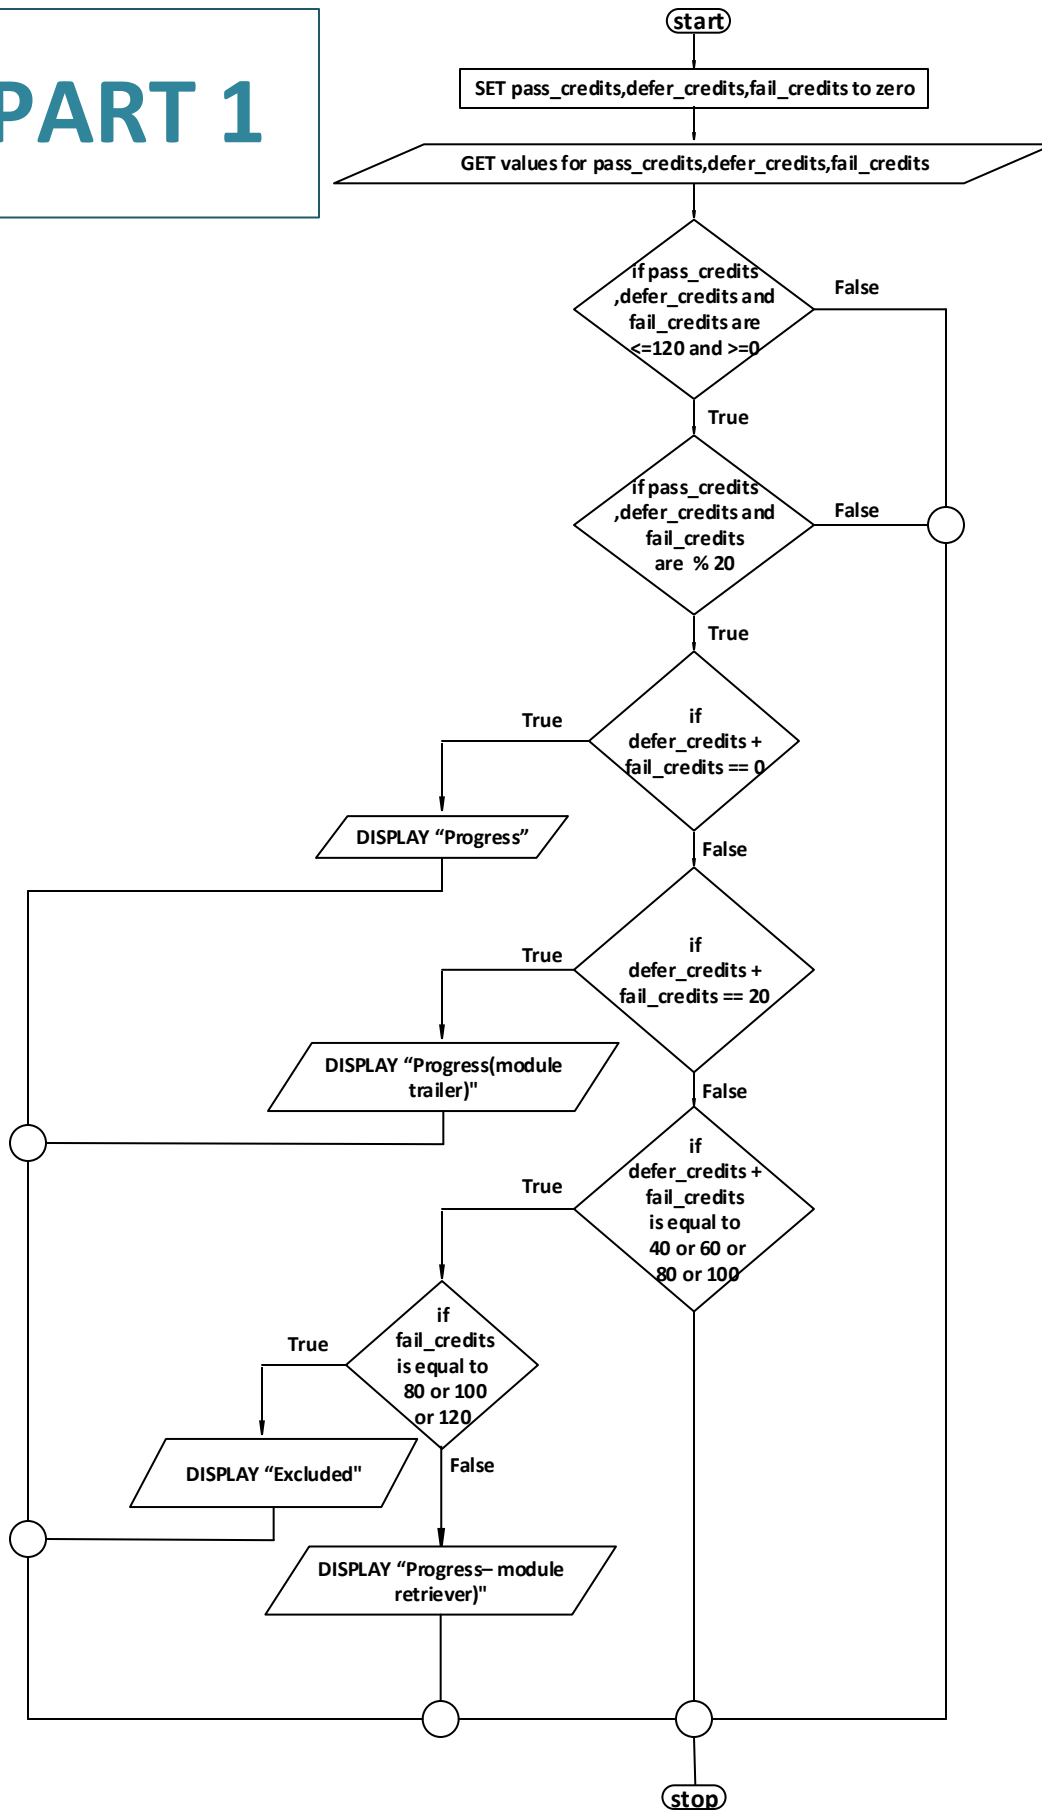 PART 1
start
SET pass_credits,defer_credits,fail_credits to zero
GET values for pass_credits,defer_credits,fail_credits
if pass_credits
,defer_credits and
fail_credits are
<=120 and >=0
False
True
if pass_credits
,defer_credits and
fail_credits
are % 20
False
True
if
defer_credits +
fail_credits == 0
True
DISPLAY “Progress”
False
if
defer_credits +
fail_credits == 20
True
DISPLAY “Progress(module
trailer)"
False
if
defer_credits +
fail_credits
is equal to
40 or 60 or
80 or 100
True
if
fail_credits
is equal to
80 or 100
or 120
True
DISPLAY “Excluded"
False
DISPLAY “Progress– module
retriever)"
stop